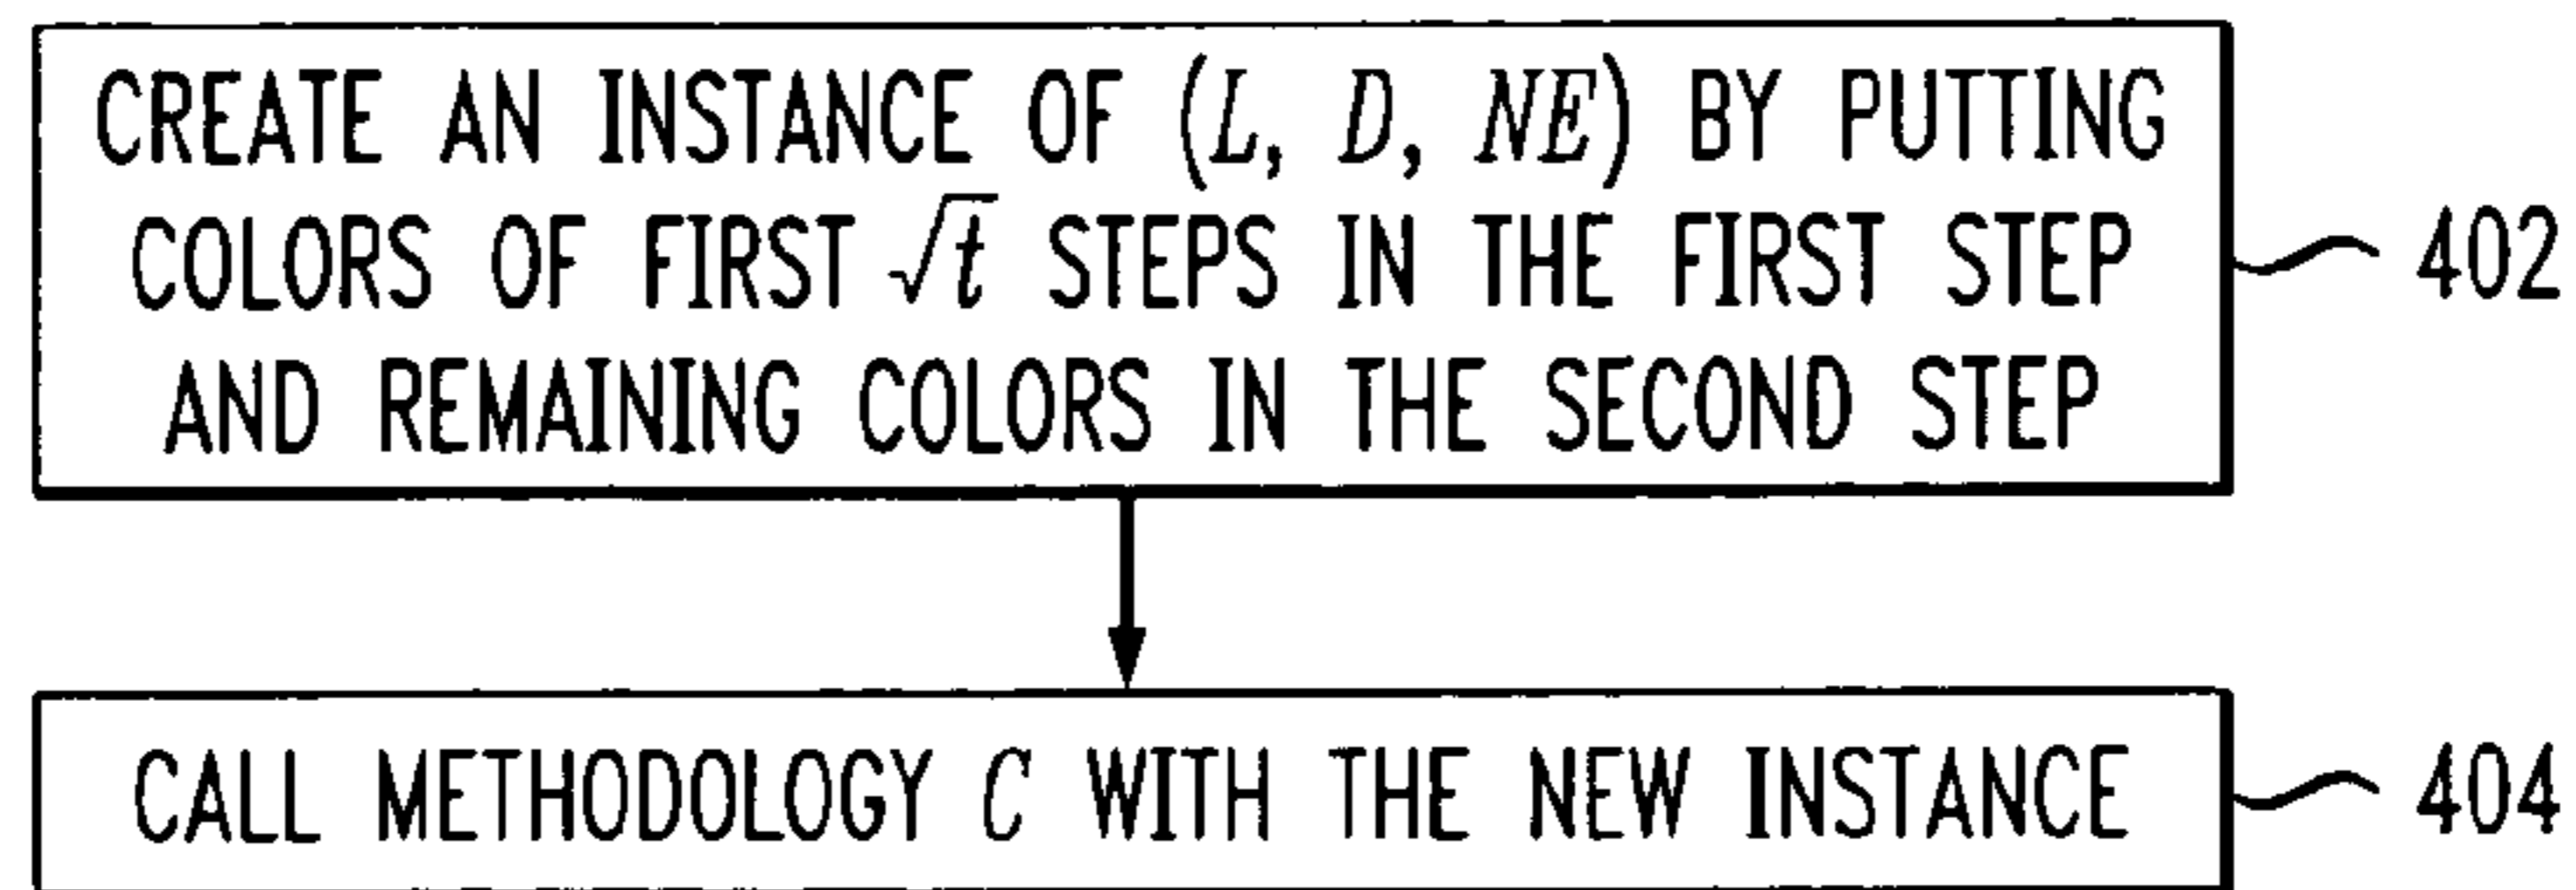 CREATE AN INSTANCE OF (L, D, NE) BY PUTTING
COLORS OF FIRST √t STEPS IN THE FIRST STEP
AND REMAINING COLORS IN THE SECOND STEP
402
CALL METHODOLOGY C WITH THE NEW INSTANCE
404